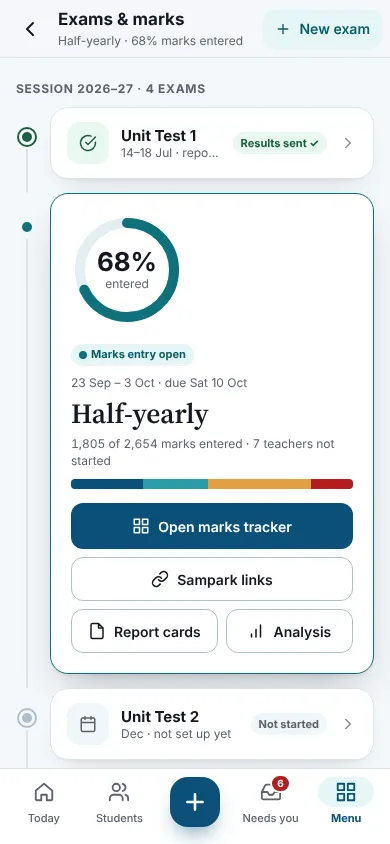 Exams & marks
Half-yearly · 68% marks entered
+ New exam
SESSION 2026–27 · 4 EXAMS
Unit Test 1
14–18 Jul · repo...
Results sent ✓
68%
entered
Marks entry open
23 Sep – 3 Oct · due Sat 10 Oct
Half-yearly
1,805 of 2,654 marks entered · 7 teachers not
started
Open marks tracker
Sampark links
Report cards
Analysis
Unit Test 2
Dec · not set up yet
Not started
6
Today
Students
Needs you
Menu